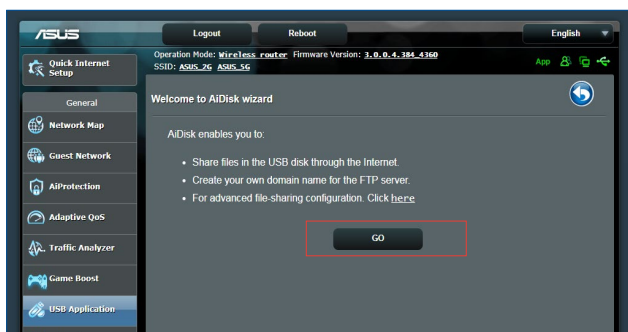 ASUS
Logout
Reboot
English
Quick Internet
Setup
Operation Mode: Wireless router Firmware Version: 3.0.0.4.384_4360
SSID: ASUS_2G ASUS_5G
App
General
Network Map
Guest Network
AiProtection
Adaptive QoS
Traffic Analyzer
Game Boost
USB Application
Welcome to AiDisk wizard
AiDisk enables you to:
• Share files in the USB disk through the Internet.
• Create your own domain name for the FTP server.
• For advanced file-sharing configuration. Click here
GO